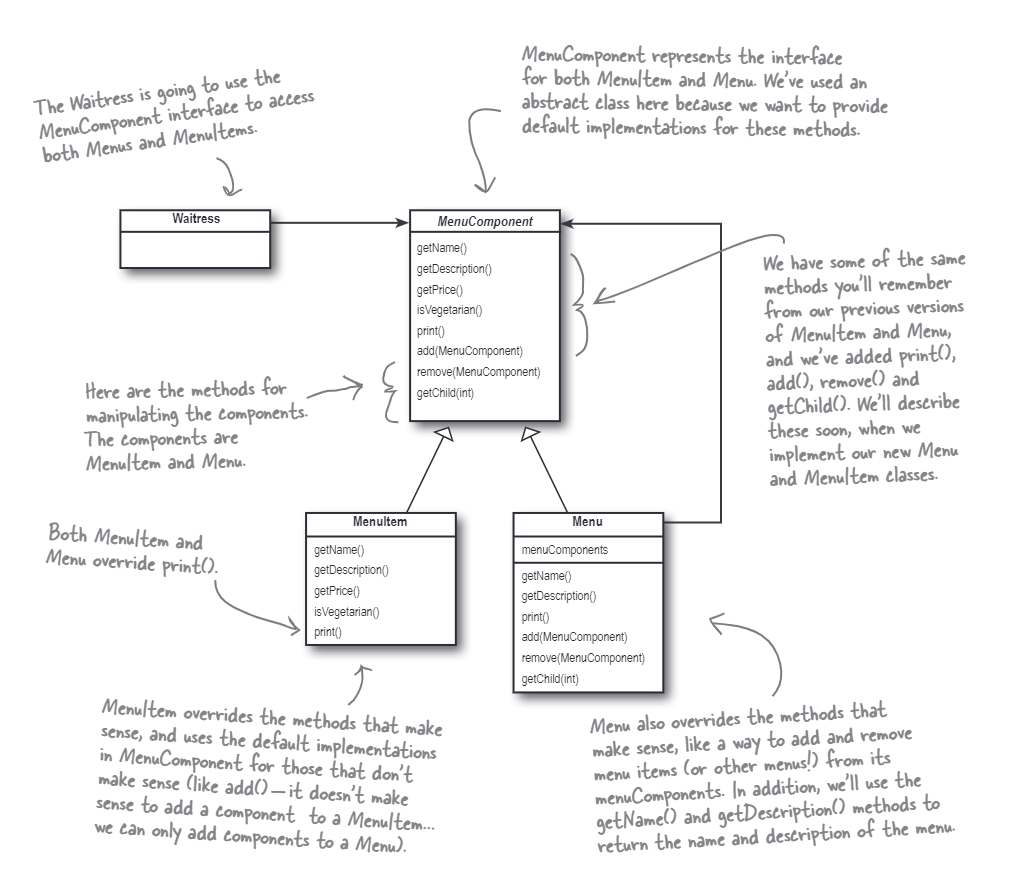 MenuComponent represents the interface
for both MenuItem and Menu. We've used an
abstract class here because we want to provide
default implementations for these methods.
The Waitress is going to use the
MenuComponent interface to access
both Menus and MenuItems.
Waitress
MenuComponent
getName()
getDescription()
getPrice()
isVegetarian()
print()
add(MenuComponent)
remove(MenuComponent)
getChild(int)
We have some of the same
methods you'll remember
from our previous versions
of MenuItem and Menu,
and we've added print(),
add(), remove() and
getChild(). We'll describe
these soon, when we
implement our new Menu
and MenuItem classes.
Here are the methods for
manipulating the components.
The components are
MenuItem and Menu.
Both MenuItem and
Menu override print().
MenuItem
getName()
getDescription()
getPrice()
isVegetarian()
print()
Menu
menuComponents
getName()
getDescription()
print()
add(MenuComponent)
remove(MenuComponent)
getChild(int)
MenuItem overrides the methods that make
sense, and uses the default implementations
in MenuComponent for those that don't
make sense (like add() — it doesn't make
sense to add a component to a MenuItem...
we can only add components to a Menu).
Menu also overrides the methods that
make sense, like a way to add and remove
menu items (or other menus!) from its
menuComponents. In addition, we'll use the
getName() and getDescription() methods to
return the name and description of the menu.